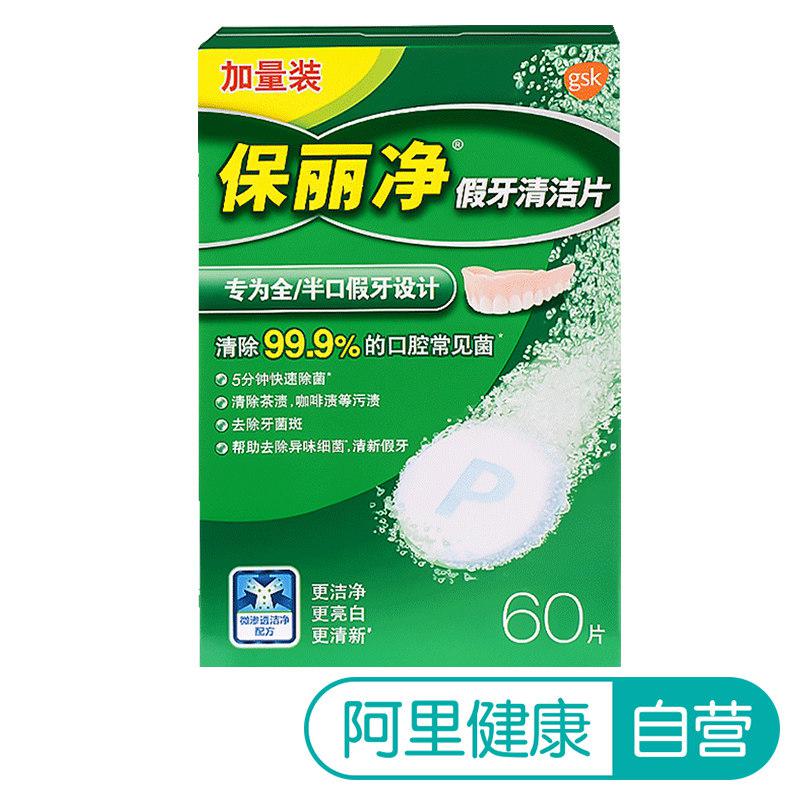 加量装
gsk
保丽净®
假牙清洁片
专为全/半口假牙设计
清除99.9%的口腔常见菌*
5分钟快速除菌*
清除茶渍,咖啡渍等污渍
去除牙菌斑
帮助去除异味细菌*,清新假牙
P
微渗透洁净
配方
更洁净
更亮白
更清新#
60片
阿里健康 自营